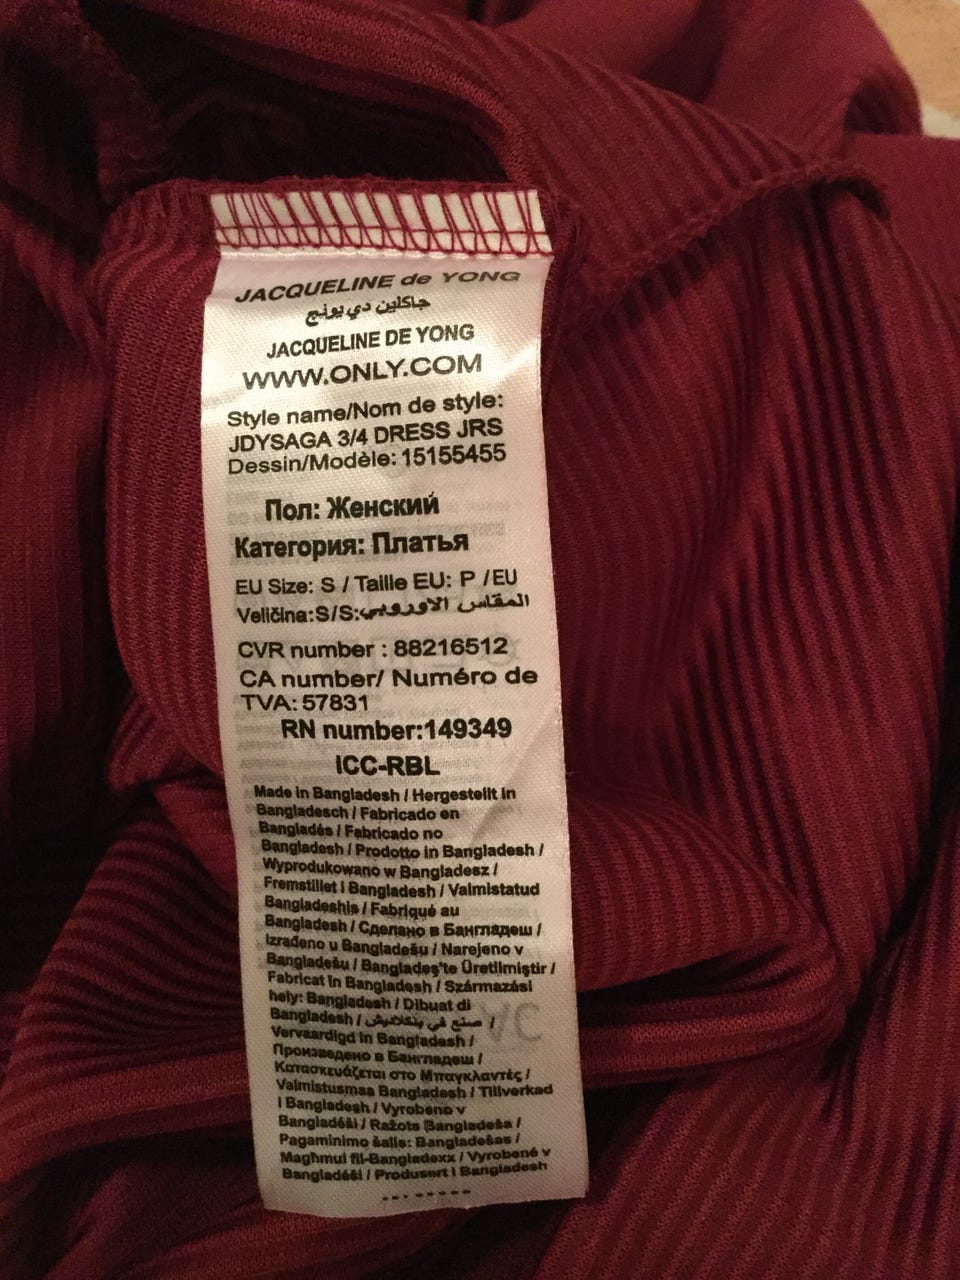 JACQUELINE de YONG
جاكلين دي يونج
JACQUELINE DE YONG
WWW.ONLY.COM
Style name/Nom de style:
JDYSAGA 3/4 DRESS JRS
Dessin/Modèle: 15155455
Пол: Женский
Категория: Платья
EU Size: S / Taille EU: P /EU
Veličina:S/S:المقاس الاوروبي
CVR number : 88216512
CA number/ Numéro de
TVA: 57831
RN number:149349
ICC-RBL
Made in Bangladesh / Hergestellt in
Bangladesch / Fabricado en
Bangladés / Fabricado no
Bangladesh / Prodotto in Bangladesh /
Wyprodukowano w Bangladesz /
Fremstillet i Bangladesh / Valmistatud
Bangladeshis / Fabriqué au
Bangladesh / Сделано в Бангладеш /
Izrađeno u Bangladešu / Narejeno v
Bangladešu / Bangladeş'te Üretilmiştir /
Fabricat în Bangladesh / Származási
hely: Bangladesh / Dibuat di
Bangladesh / صنع في بنكلاديش /
Vervaardigd in Bangladesh /
Произведено в Бангладеш /
Κατασκευάζεται στο Μπαγκλαντές /
Valmistusmaa Bangladesh / Tillverkad
i Bangladesh / Vyrobeno v
Bangladéši / Ražots Bangladeša /
Pagaminimo šalis: Bangladešas /
Magħmul fil-Bangladexx / Vyrobené v
Bangladéši / Produsert i Bangladesh